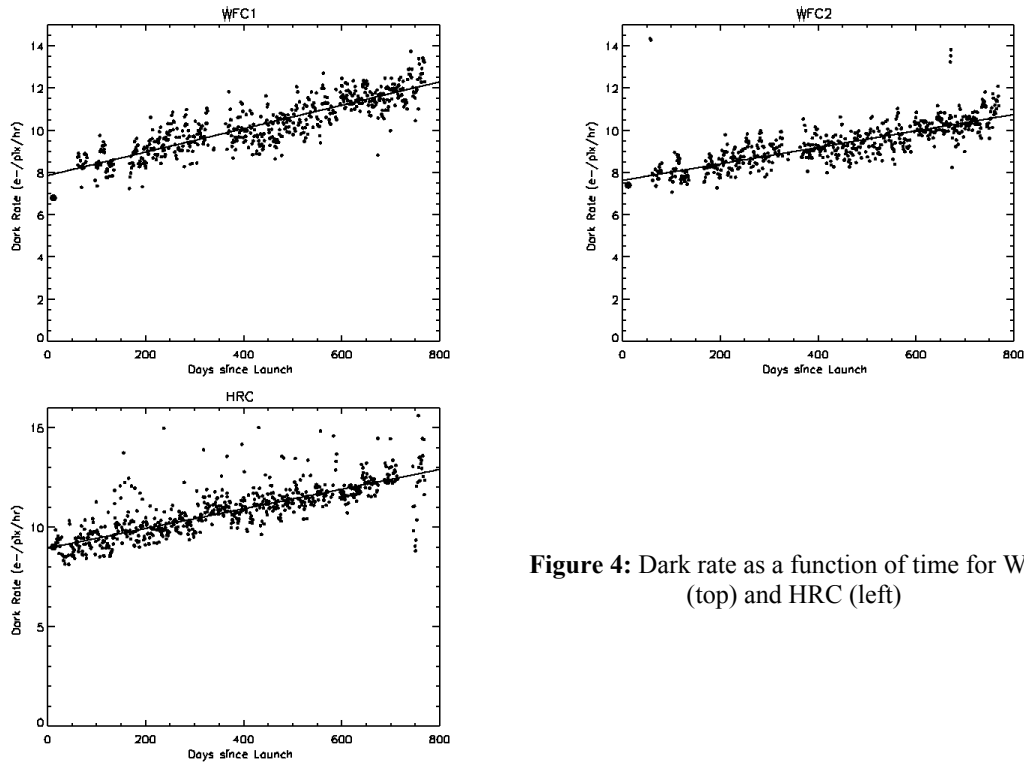 WFC1
14
12
10
8
6
4
2
0
Dark Rate (e-/pix/hr)
0 200 400 600 800
Days since Launch
WFC2
14
12
10
8
6
4
2
0
Dark Rate (e-/pix/hr)
0 200 400 600 800
Days since Launch
HRC
15
10
5
0
Dark Rate (e-/pix/hr)
0 200 400 600 800
Days since Launch
Figure 4: Dark rate as a function of time for W
(top) and HRC (left)